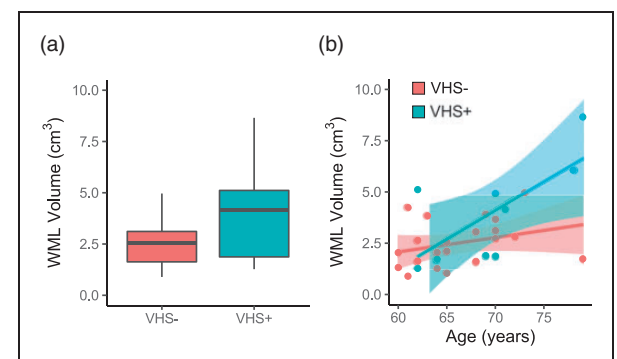 (a)
WML Volume (cm3)
10.0
7.5
5.0
2.5
0.0
VHS-
VHS+
(b)
WML Volume (cm3)
10.0
7.5
5.0
2.5
0.0
VHS-
VHS+
60
65
70
75
Age (years)